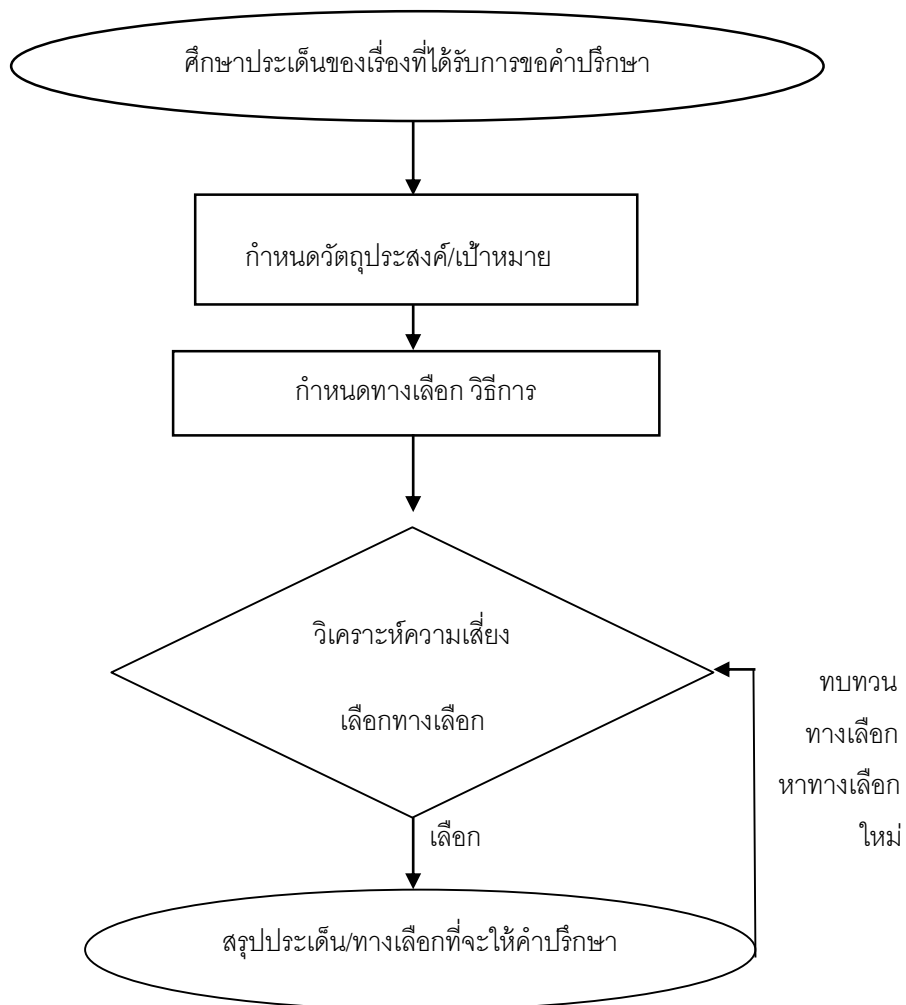 ศึกษาประเด็นของเรื่องที่ได้รับการขอคำปรึกษา
กำหนดวัตถุประสงค์/เป้าหมาย
กำหนดทางเลือก วิธีการ
วิเคราะห์ความเสี่ยง
เลือกทางเลือก
ทบทวน
ทางเลือก
หาทางเลือก
ใหม่
เลือก
สรุปประเด็น/ทางเลือกที่จะให้คำปรึกษา